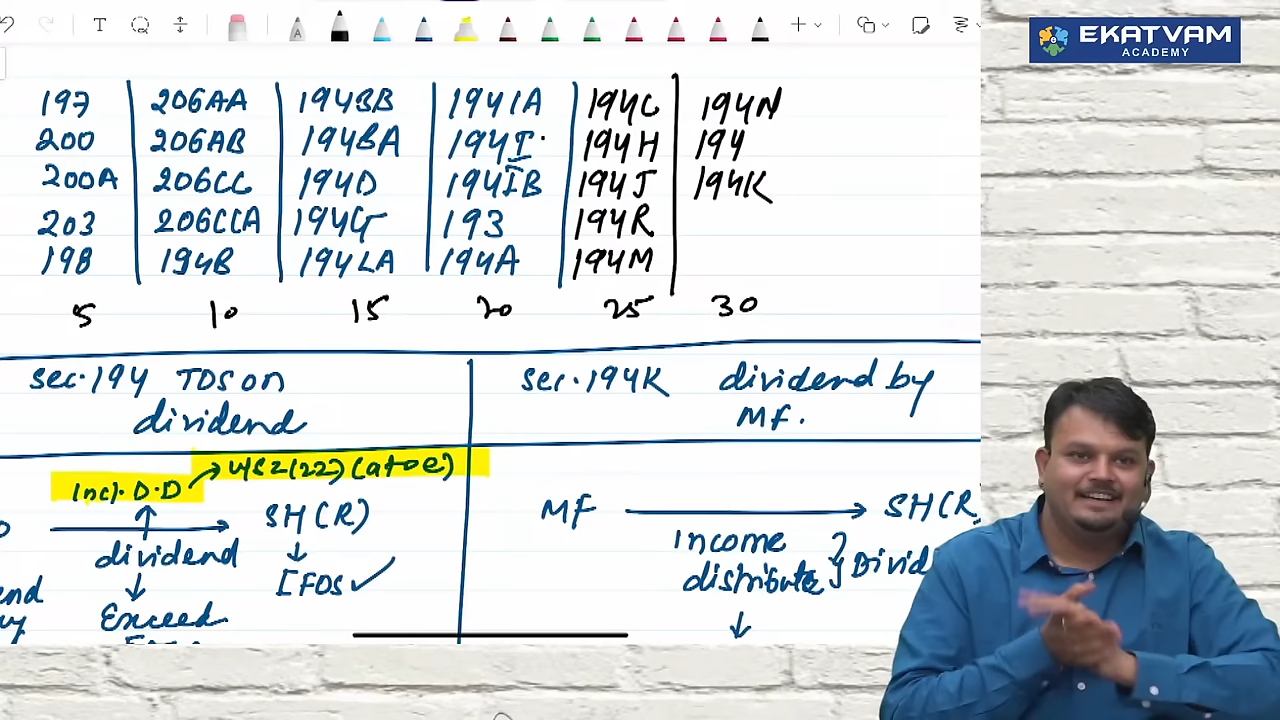 EKATVAM
ACADEMY
197 206AA 194BB 194IA 194C 194N
200 206AB 194BA 194I 194H 194
200A 206CC 194D 194IB 194J 194K
203 206CCA 194G 193 194R
198 194B 194LA 194A 194M
5 10 15 20 25 30
Sec.194 TDS on
dividend
Sec.194K dividend by
MF.
Incl. D.D → u/s 2(22)(a to e)
SH(R)
dividend
IFOS ✓
Exceed
MF SH(R
Income
distribute } Divid